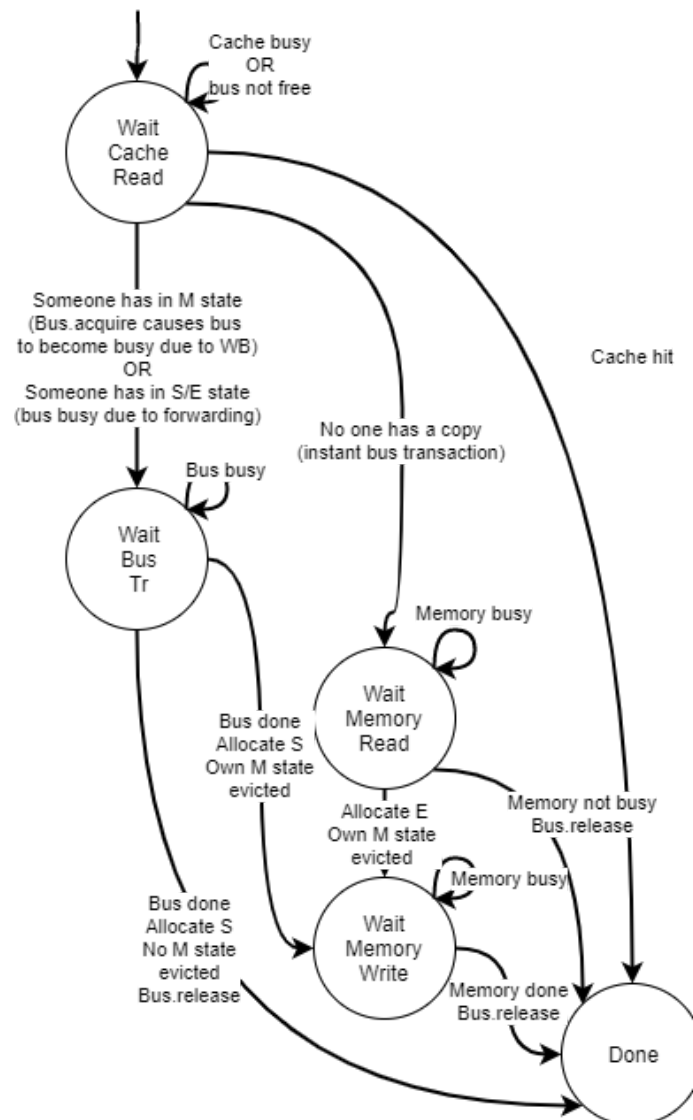 Cache busy
OR
bus not free
Wait
Cache
Read
Someone has in M state
(Bus.acquire causes bus
to become busy due to WB)
OR
Someone has in S/E state
(bus busy due to forwarding)
Cache hit
No one has a copy
(instant bus transaction)
Bus busy
Wait
Bus
Tr
Memory busy
Wait
Memory
Read
Bus done
Allocate S
Own M state
evicted
Allocate E
Own M state
evicted
Memory not busy
Bus.release
Memory busy
Wait
Memory
Write
Bus done
Allocate S
No M state
evicted
Bus.release
Memory done
Bus.release
Done